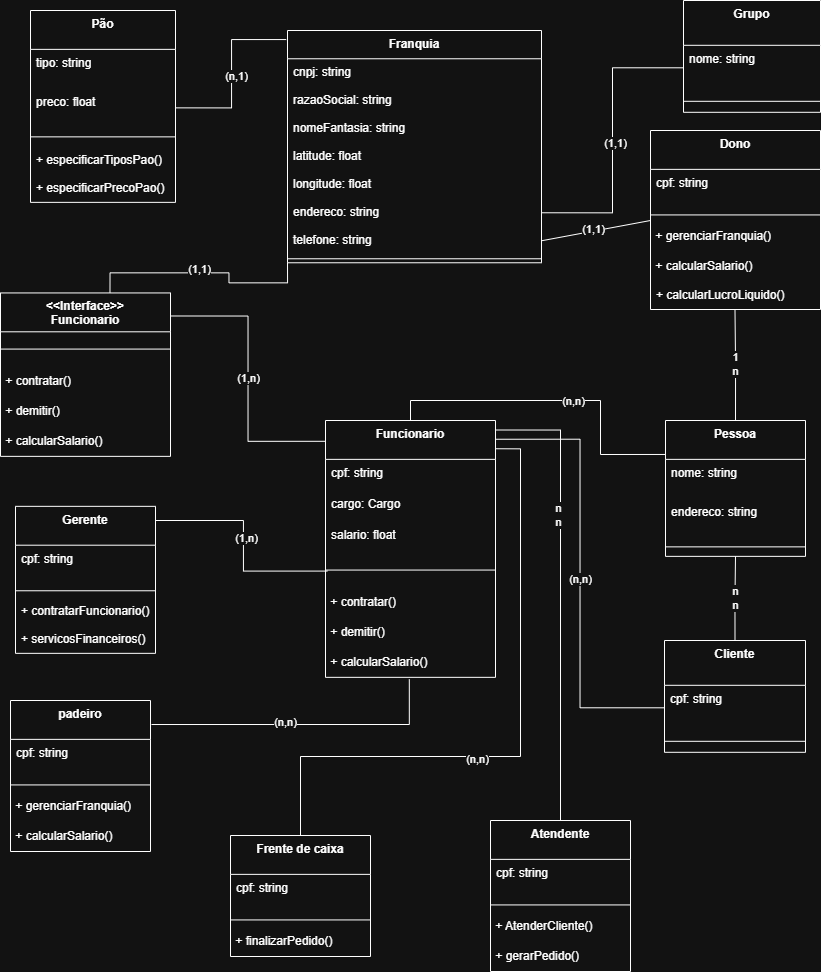 Pão
tipo: string
preco: float
+ especificarTiposPao()
+ especificarPrecoPao()
(n,1)
Franquia
cnpj: string
razaoSocial: string
nomeFantasia: string
latitude: float
longitude: float
endereco: string
telefone: string
Grupo
nome: string
(1,1)
Dono
cpf: string
+ gerenciarFranquia()
+ calcularSalario()
+ calcularLucroLiquido()
(1,1)
(1,1)
<<Interface>>
Funcionario
+ contratar()
+ demitir()
+ calcularSalario()
(1,n)
1
n
(n,n)
Funcionario
cpf: string
cargo: Cargo
salario: float
+ contratar()
+ demitir()
+ calcularSalario()
Pessoa
nome: string
endereco: string
Gerente
cpf: string
+ contratarFuncionario()
+ servicosFinanceiros()
(1,n)
n
n
(n,n)
n
n
Cliente
cpf: string
padeiro
cpf: string
+ gerenciarFranquia()
+ calcularSalario()
(n,n)
(n,n)
Frente de caixa
cpf: string
+ finalizarPedido()
Atendente
cpf: string
+ AtenderCliente()
+ gerarPedido()